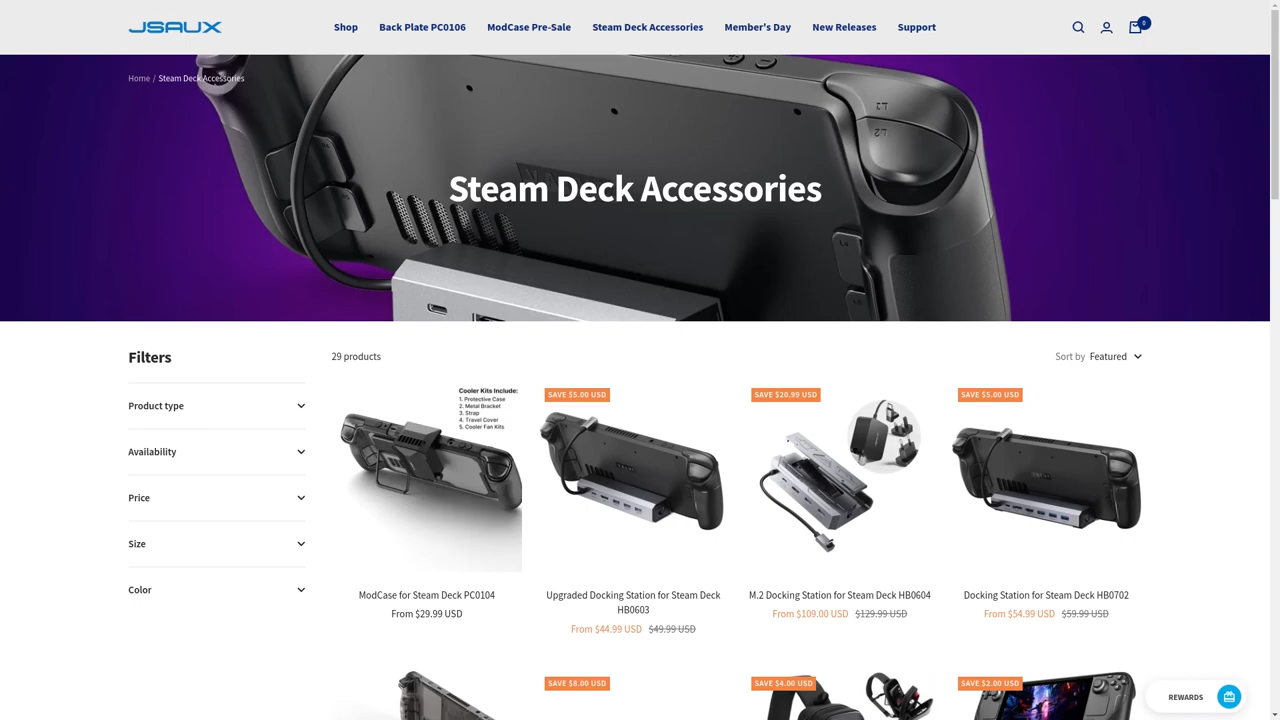 JSAUX
Shop
Back Plate PC0106
ModCase Pre-Sale
Steam Deck Accessories
Member's Day
New Releases
Support
0
Home / Steam Deck Accessories
L1
L2
L4
L5
Steam Deck Accessories
Filters
Product type
Availability
Price
Size
Color
29 products
Sort by Featured
Cooler Kits Include:
1. Protective Case
2. Metal Bracket
3. Strap
4. Travel Cover
5. Cooler Fan Kits
ModCase for Steam Deck PC0104
From $29.99 USD
SAVE $5.00 USD
Upgraded Docking Station for Steam Deck
HB0603
From $44.99 USD $49.99 USD
SAVE $20.99 USD
M.2 Docking Station for Steam Deck HB0604
From $109.00 USD $129.99 USD
SAVE $5.00 USD
Docking Station for Steam Deck HB0702
From $54.99 USD $59.99 USD
SAVE $8.00 USD
SAVE $4.00 USD
SAVE $2.00 USD
REWARDS